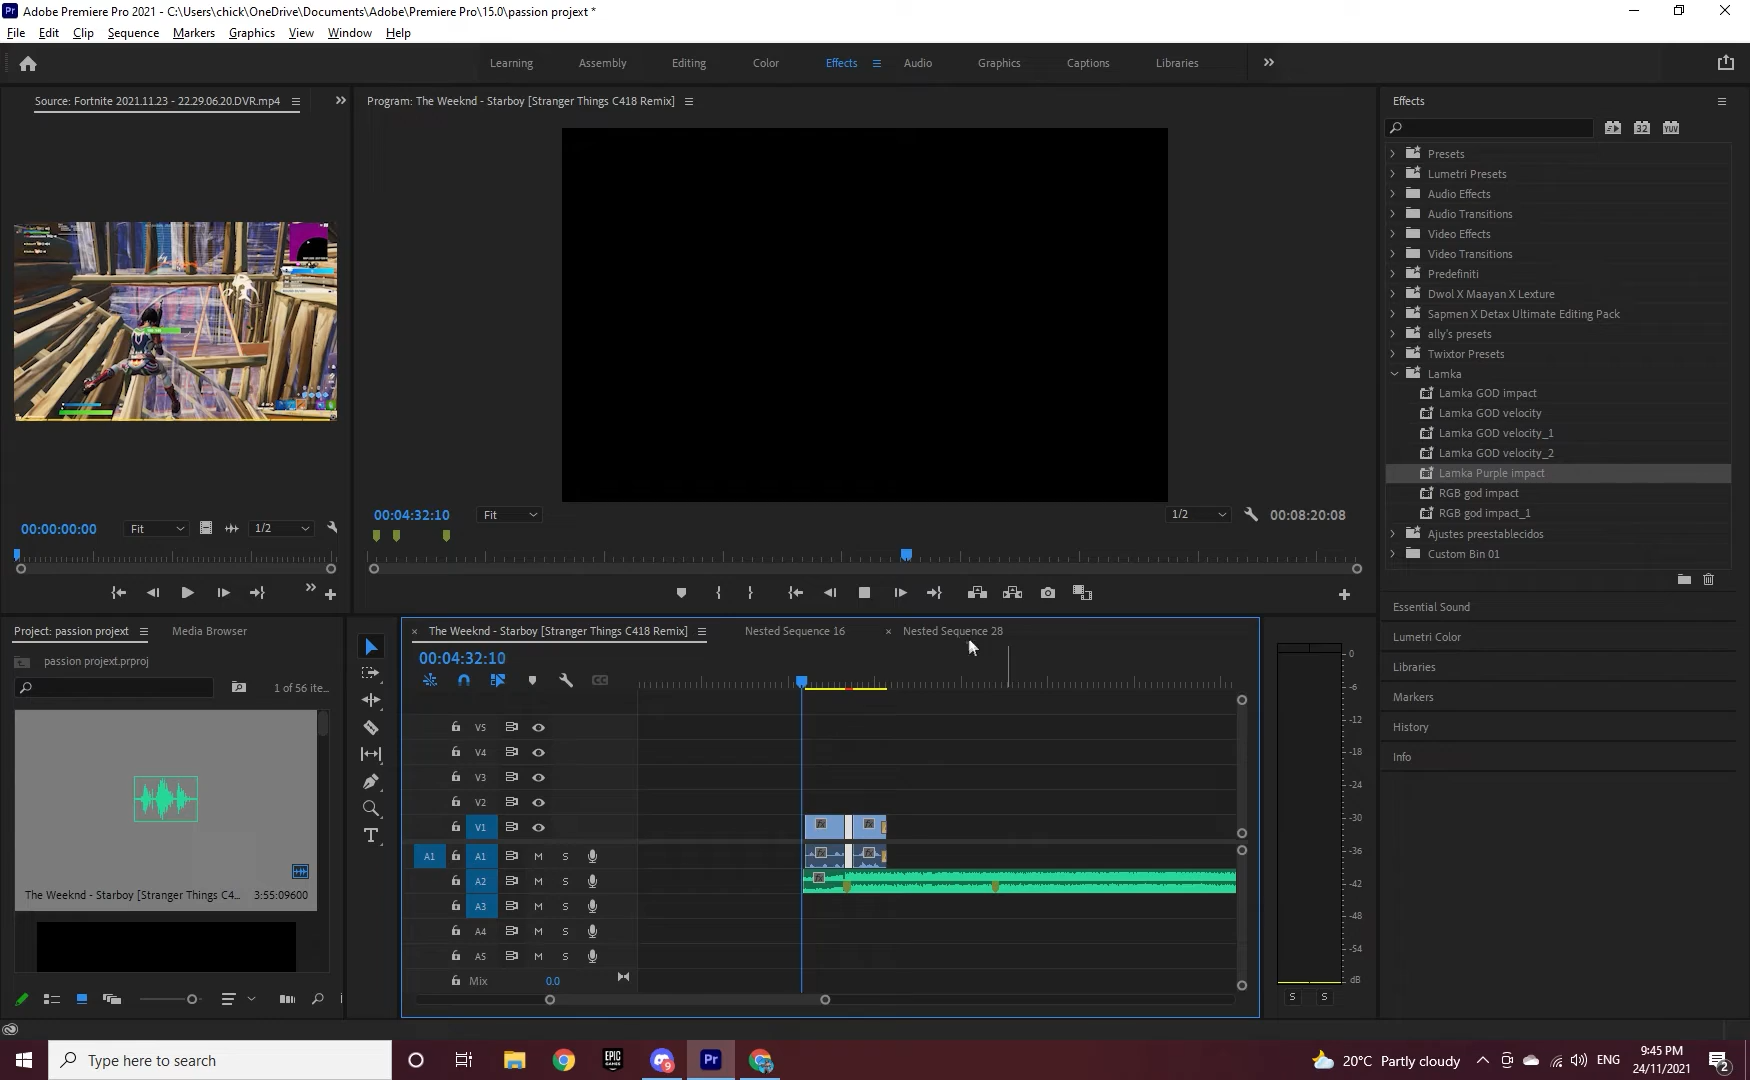 Pr Adobe Premiere Pro 2021 - C:\Users\chick\OneDrive\Documents\Adobe\Premiere Pro\15.0\passion projext *
File Edit Clip Sequence Markers Graphics View Window Help
Learning Assembly Editing Color Effects Audio Graphics Captions Libraries
Source: Fortnite 2021.11.23 - 22.29.06.20.DVR.mp4
Program: The Weeknd - Starboy [Stranger Things C418 Remix]
Effects
32 YUV
Presets
Lumetri Presets
Audio Effects
Audio Transitions
Video Effects
Video Transitions
Predefiniti
Dwol X Maayan X Lexture
Sapmen X Detax Ultimate Editing Pack
ally's presets
Twixtor Presets
Lamka
Lamka GOD impact
Lamka GOD velocity
Lamka GOD velocity_1
Lamka GOD velocity_2
Lamka Purple impact
RGB god impact
RGB god impact_1
Ajustes preestablecidos
Custom Bin 01
00:00:00:00 Fit 1/2
00:04:32:10 Fit 1/2 00:08:20:08
Essential Sound
Lumetri Color
Libraries
Markers
History
Info
Project: passion projext Media Browser
passion projext.prproj
1 of 56 ite...
The Weeknd - Starboy [Stranger Things C4... 3:55:09600
The Weeknd - Starboy [Stranger Things C418 Remix] Nested Sequence 16 Nested Sequence 28
00:04:32:10
V5
V4
V3
V2
V1
A1 A1 M S
A2 M S
A3 M S
A4 M S
A5 M S
Mix 0.0
0
-6
-12
-18
-24
-30
-36
-42
-48
-54
dB
S S
Type here to search
EPIC GAMES
9
Pr
20°C Partly cloudy
ENG
9:45 PM
24/11/2021
2